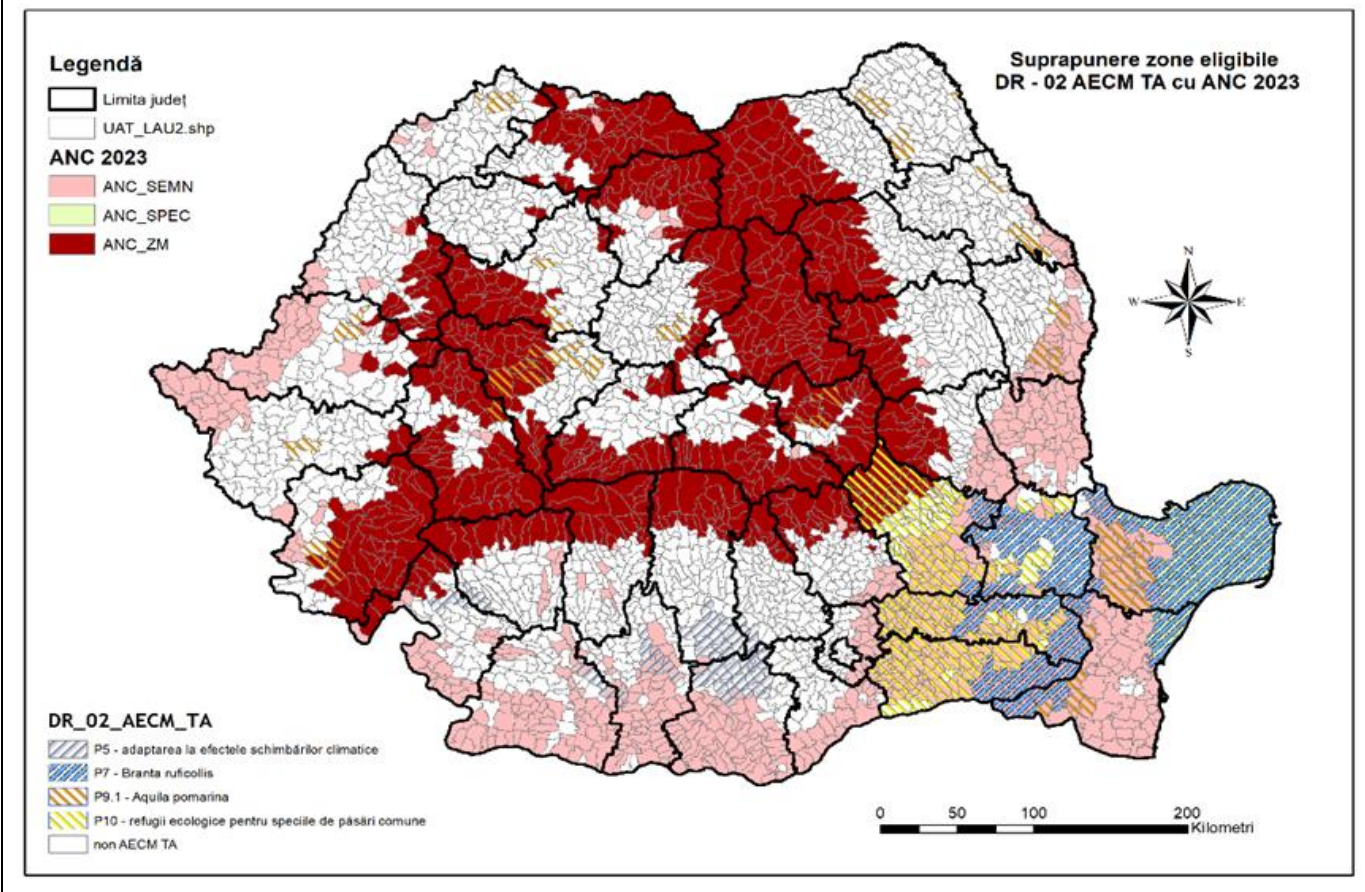 Legendă
Limita județ
UAT_LAU2.shp
ANC 2023
ANC_SEMN
ANC_SPEC
ANC_ZM
Suprapunere zone eligibile
DR - 02 AECM TA cu ANC 2023
N
W
E
S
DR_02_AECM_TA
P5 - adaptarea la efectele schimbărilor climatice
P7 - Branta ruficollis
P9.1 - Aquila pomarina
P10 - refugii ecologice pentru speciile de păsări comune
non AECM TA
0 50 100 200
Kilometri